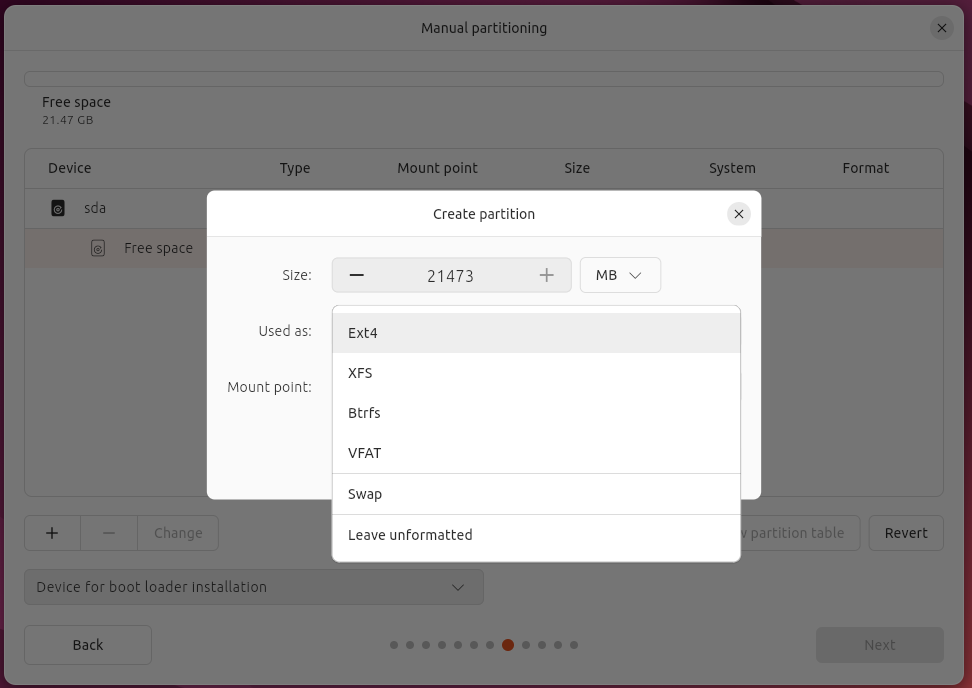 Manual partitioning
Free space
21.47 GB
Device Type Mount point Size System Format
sda
Free space
Create partition
Size: 21473 MB
Used as:
Ext4
XFS
Mount point:
Btrfs
VFAT
Swap
Leave unformatted
Change partition table Revert
Device for boot loader installation
Back Next